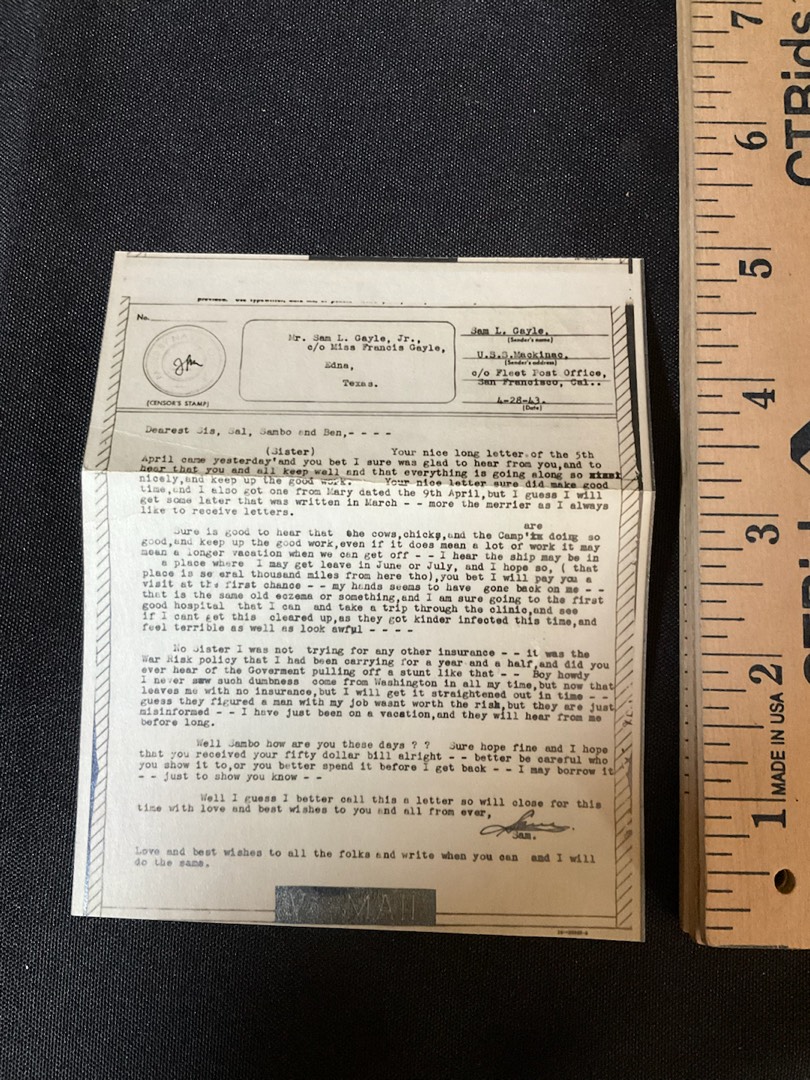 No.
Mr. Sam L. Gayle, Jr.,
c/o Miss Francis Gayle,
Edna,
Texas.
(CENSOR'S STAMP)
Sam L. Gayle,
(Sender's name)
U.S.S. Mackinac,
(Sender's address)
c/o Fleet Post Office,
San Francisco, Cal..
4-28-43.
(Date)
Dearest Sis, Sal, Sambo and Ben,- - - -
(Sister) Your nice long letter of the 5th
April came yesterday and you bet I sure was glad to hear from you,and to
hear that you and all keep well and that everything is going along so
nicely,and keep up the good work. Your nice letter sure did make good
time,and I also got one from Mary dated the 9th April,but I guess I will
get some later that was written in March - - more the merrier as I always
like to receive letters.
are
Sure is good to hear that the cows,chicks,and the Camp's doing so
good,and keep up the good work,even if it does mean a lot of work it may
mean a longer vacation when we can get off - - I hear the ship may be in
a place where I may get leave in June or July, and I hope so, ( that
place is se eral thousand miles from here tho),you bet I will pay you a
visit at the first chance - - my hands seems to have gone back on me - -
that is the same old eczema or something,and I am sure going to the first
good hospital that I can and take a trip through the clinic,and see
if I cant get this cleared up,as they got kinder infected this time,and
feel terrible as well as look awful - - - -
No Sister I was not trying for any other insurance - - it was the
War Risk policy that I had been carrying for a year and a half,and did you
ever hear of the Goverment pulling off a stunt like that - - Boy howdy
I never saw such dumbness come from Washington in all my time,but now that
leaves me with no insurance,but I will get it straightened out in time - -
guess they figured a man with my job wasnt worth the risk,but they are just
misinformed - - I have just been on a vacation,and they will hear from me
before long.
Well Sambo how are you these days ? ? Sure hope fine and I hope
that you received your fifty dollar bill alright - - better be careful who
you show it to,or you better spend it before I get back - - I may borrow it
- - just to show you know - -
Well I guess I better call this a letter so will close for this
time with love and best wishes to you and all from ever,
Sam.
Love and best wishes to all the folks and write when you can and I will
do the same.
V - MAIL
7
6
5
4
3
2
1
MADE IN USA
CTBids